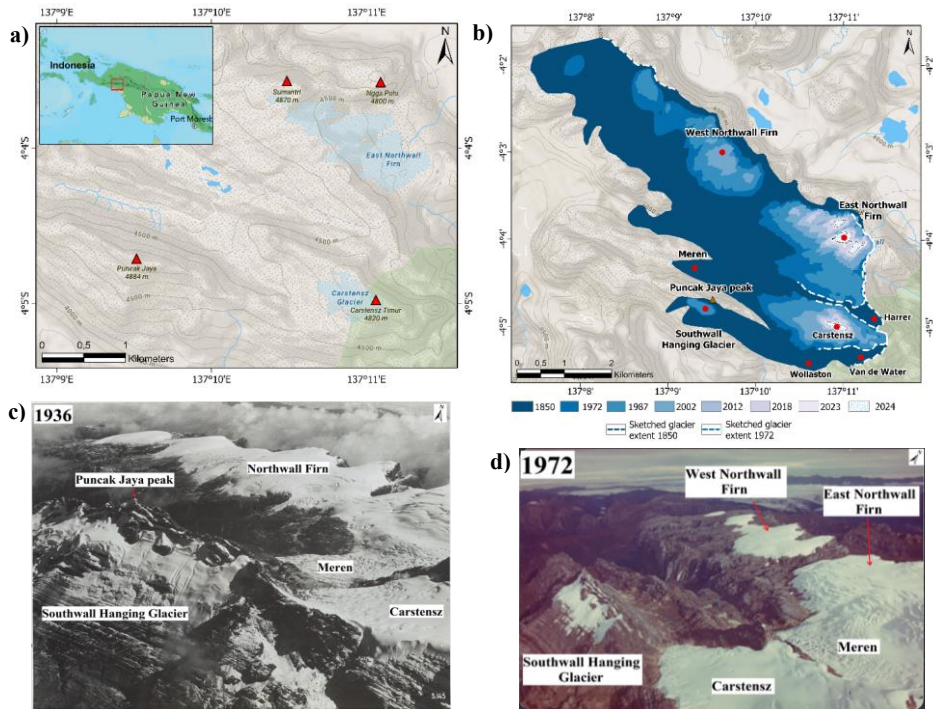 a)
137°9'E
137°10'E
137°11'E
N
Indonesia
Papua New
Guinea
Port Moresb
Sumantri
4870 m
Ngga Pulu
4800 m
4500 m
East Northwall
Firn
4°4'S
4°4'S
4500 m
4500 m
Puncak Jaya
4884 m
4500 m
Carstensz
Glacier
Carstensz Timur
4820 m
4°5'S
4°5'S
4500 m
4500 m
0 0.5 1
Kilometers
137°9'E
137°10'E
137°11'E
b)
137°8'E
137°9'E
137°10'E
137°11'E
N
4°2'S
4°2'
4°3'S
4°3'
4°4'S
4°4'
4°5'S
4°5'
West Northwall Firn
East Northwall
Firn
Meren
Puncak Jaya peak
Southwall
Hanging Glacier
Carstensz
Harrer
Wollaston
Van de Water
4500 m
0 0.5 1 2
Kilometers
137°8'E
137°9'E
137°10'E
137°11'E
1850 1972 1987 2002 2012 2018 2023 2024
Sketched glacier
extent 1850
Sketched glacier
extent 1972
c)
1936
Puncak Jaya peak
Northwall Firn
Meren
Southwall Hanging Glacier
Carstensz
d)
1972
West Northwall
Firn
East Northwall
Firn
Meren
Southwall Hanging
Glacier
Carstensz